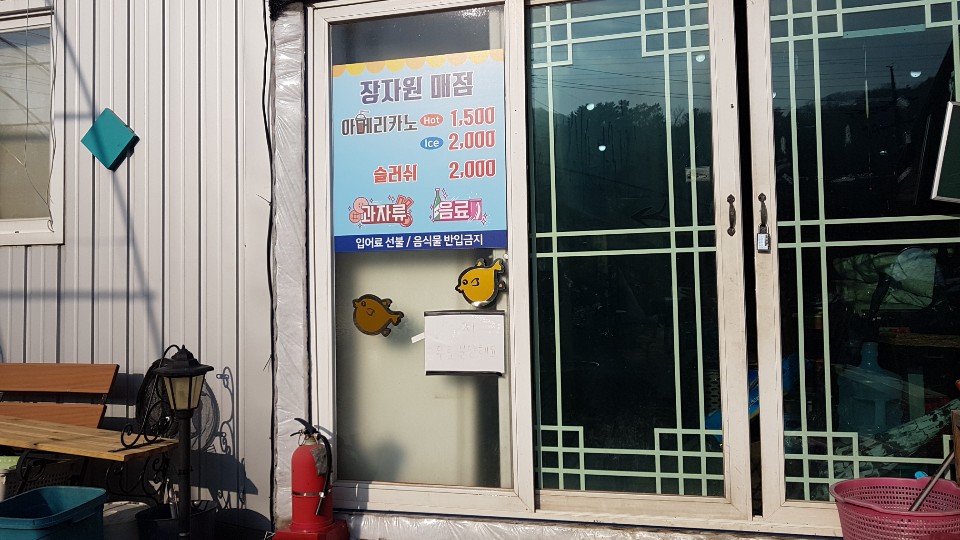 장자원 매점
아메리카노 Hot 1,500
Ice 2,000
슬러쉬 2,000
과자류 음료
입어료 선불 / 음식물 반입금지